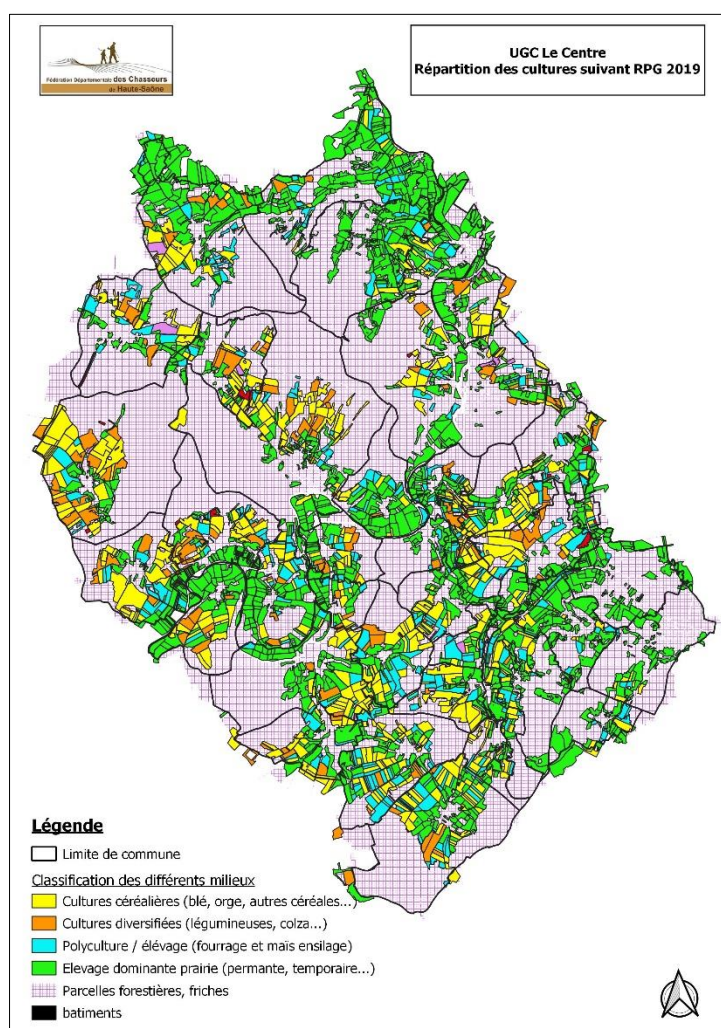 Fédération Départementale des Chasseurs
de Haute-Saône
UGC Le Centre
Répartition des cultures suivant RPG 2019
Légende
Limite de commune
Classification des différents milieux
Cultures céréalières (blé, orge, autres céréales...)
Cultures diversifiées (légumineuses, colza...)
Polyculture / élévage (fourrage et maïs ensilage)
Elevage dominante prairie (permante, temporaire...)
Parcelles forestières, friches
batiments